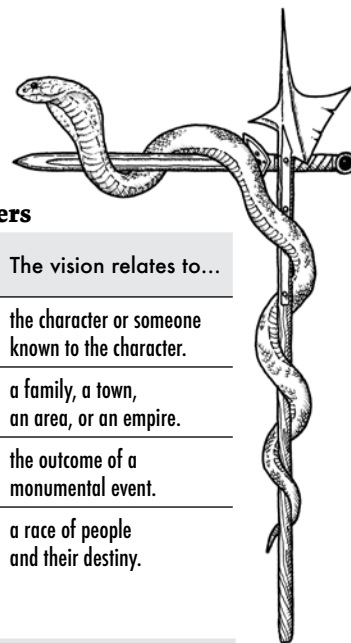 ers
The vision relates to...
the character or someone
known to the character.
a family, a town,
an area, or an empire.
the outcome of a
monumental event.
a race of people
and their destiny.